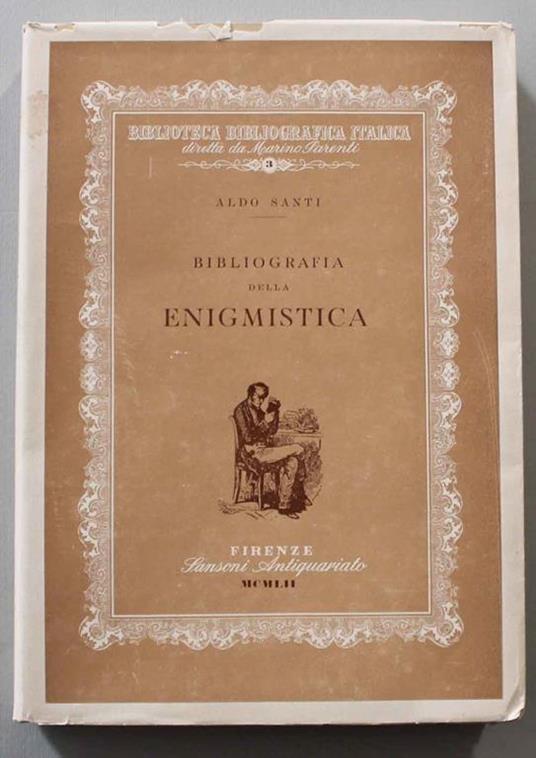 BIBLIOTECA BIBLIOGRAFICA ITALICA
diretta da Marino Parenti
3
ALDO SANTI
BIBLIOGRAFIA
DELLA
ENIGMISTICA
FIRENZE
Sansoni Antiquariato
MCMLII